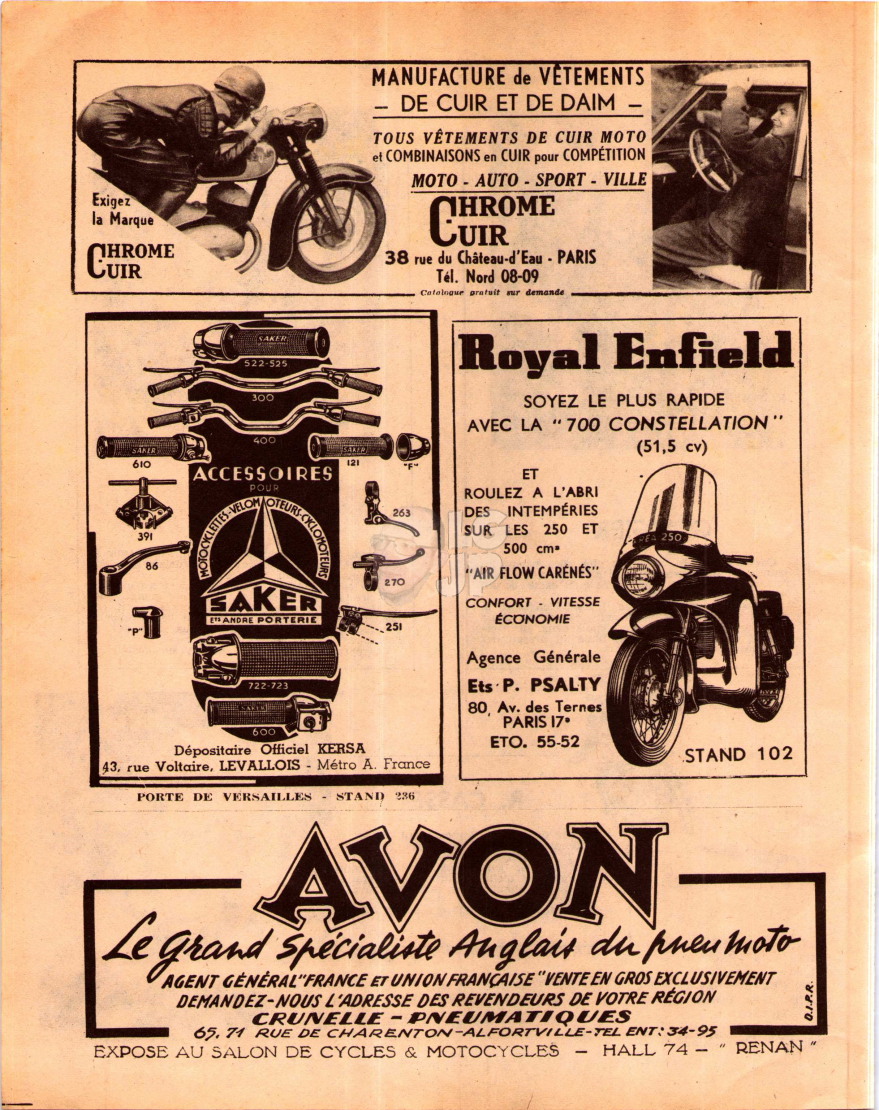 MANUFACTURE de VÊTEMENTS
– DE CUIR ET DE DAIM –
TOUS VÊTEMENTS DE CUIR MOTO
et COMBINAISONS en CUIR pour COMPÉTITION
MOTO - AUTO - SPORT - VILLE
CHROME
CUIR
38 rue du Château-d'Eau - PARIS
Tél. Nord 08-09
Catalogue gratuit sur demande
Exigez
la Marque
CHROME
CUIR
SAKER
522-525
300
400
SAKER
610
SAKER
121
"F"
ACCESSOIRES
POUR
MOTOCYCLETTES-VELOMOTEURS-CYCLOMOTEURS
391
263
86
270
SAKER
Ets ANDRE PORTERIE
"P"
251
722-723
SAKER
600
Dépositaire Officiel KERSA
43, rue Voltaire, LEVALLOIS - Métro A. France
PORTE DE VERSAILLES - STAND 236
Royal Enfield
SOYEZ LE PLUS RAPIDE
AVEC LA "700 CONSTELLATION"
(51,5 cv)
ET
ROULEZ A L'ABRI
DES INTEMPÉRIES
SUR LES 250 ET
500 cm³
"AIR FLOW CARÉNÉS"
CONFORT - VITESSE
ÉCONOMIE
Agence Générale
Ets P. PSALTY
80, Av. des Ternes
PARIS 17e
ETO. 55-52
250
STAND 102
AVON
Le Grand Spécialiste Anglais du pneu moto
AGENT GÉNÉRAL "FRANCE et UNION FRANÇAISE" VENTE EN GROS EXCLUSIVEMENT
DEMANDEZ-NOUS L'ADRESSE DES REVENDEURS DE VOTRE RÉGION
CRUNELLE - PNEUMATIQUES
65, 71 RUE DE CHARENTON-ALFORTVILLE-TEL ENT: 34-95
O.I.P.R.
EXPOSE AU SALON DE CYCLES & MOTOCYCLES – HALL 74 – " RENAN "